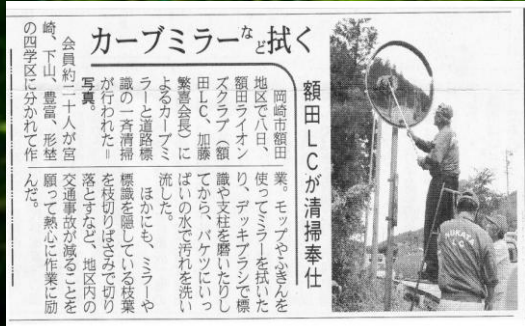 カーブミラーなど拭く
額田LCが清掃奉仕
岡崎市額田
地区で八日、
額田ライオン
ズクラブ(額
田LC、加藤
繁喜会長)に
よるカーブミ
ラーと道路標
識の一斉清掃
が行われた＝
写真。
会員約二十人が宮
崎、下山、豊富、形埜
の四学区に分かれて作
業。モップやふきんを
使ってミラーを拭いた
り、デッキブラシで標
識や支柱を磨いたりし
てから、バケツにいっ
ぱいの水で汚れを洗い
流した。
ほかにも、ミラーや
標識を隠している枝葉
を枝切りばさみで切り
落とすなど、地区内の
交通事故が減ることを
願って熱心に作業に励
んだ。
NUKATA